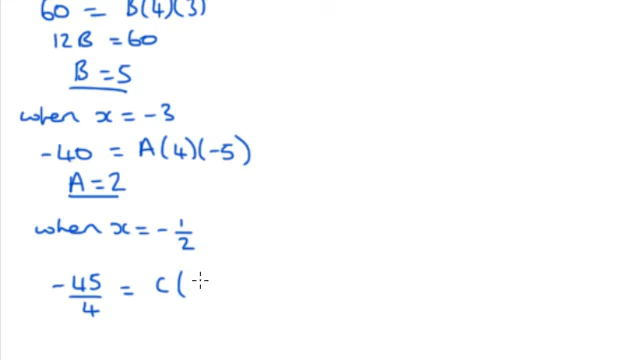 60 = B(4)(3)
12B = 60
B = 5
when x = -3
-40 = A(4)(-5)
A = 2
when x = - 1/2
- 45/4 = C (